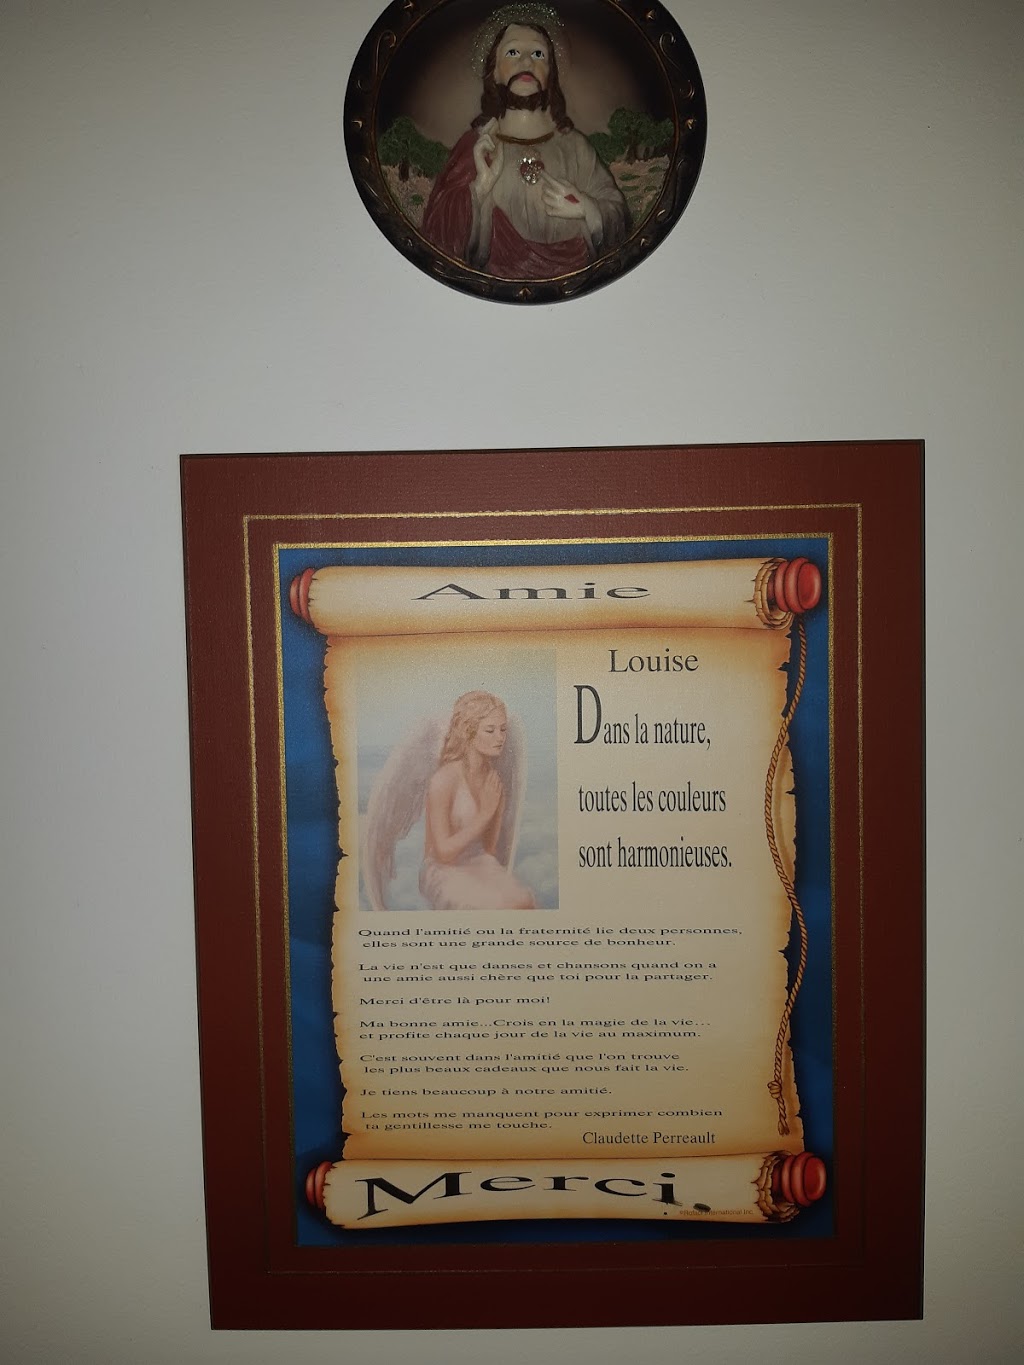 Amie
Louise
Dans la nature,
toutes les couleurs
sont harmonieuses.
Quand l'amitié ou la fraternité lie deux personnes,
elles sont une grande source de bonheur.
La vie n'est que danses et chansons quand on a
une amie aussi chère que toi pour la partager.
Merci d'être là pour moi!
Ma bonne amie...Crois en la magie de la vie...
et profite chaque jour de la vie au maximum.
C'est souvent dans l'amitié que l'on trouve
les plus beaux cadeaux que nous fait la vie.
Je tiens beaucoup à notre amitié.
Les mots me manquent pour exprimer combien
ta gentillesse me touche.
Claudette Perreault
Merci.
International Inc.